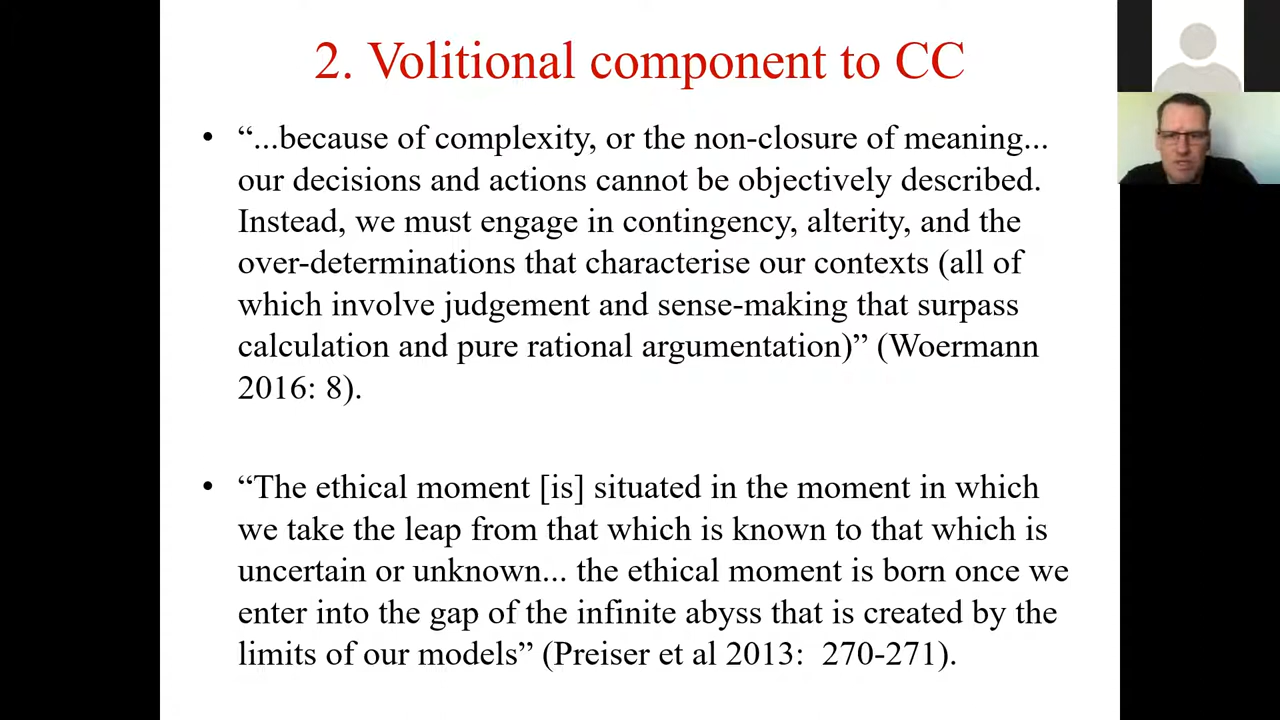 2. Volitional component to CC
• “...because of complexity, or the non-closure of meaning...
our decisions and actions cannot be objectively described.
Instead, we must engage in contingency, alterity, and the
over-determinations that characterise our contexts (all of
which involve judgement and sense-making that surpass
calculation and pure rational argumentation)” (Woermann
2016: 8).
• “The ethical moment [is] situated in the moment in which
we take the leap from that which is known to that which is
uncertain or unknown... the ethical moment is born once we
enter into the gap of the infinite abyss that is created by the
limits of our models” (Preiser et al 2013:  270-271).